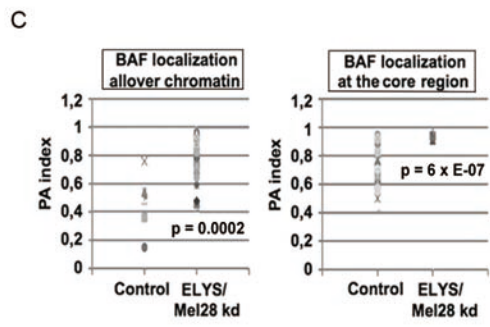 C
BAF localization
allover chromatin
BAF localization
at the core region
PA index
1,2
1
0,8
0,6
0,4
0,2
0
p = 0.0002
Control
ELYS/
Mel28 kd
PA index
1,2
1
0,8
0,6
0,4
0,2
0
p = 6 x E-07
Control
ELYS/
Mel28 kd